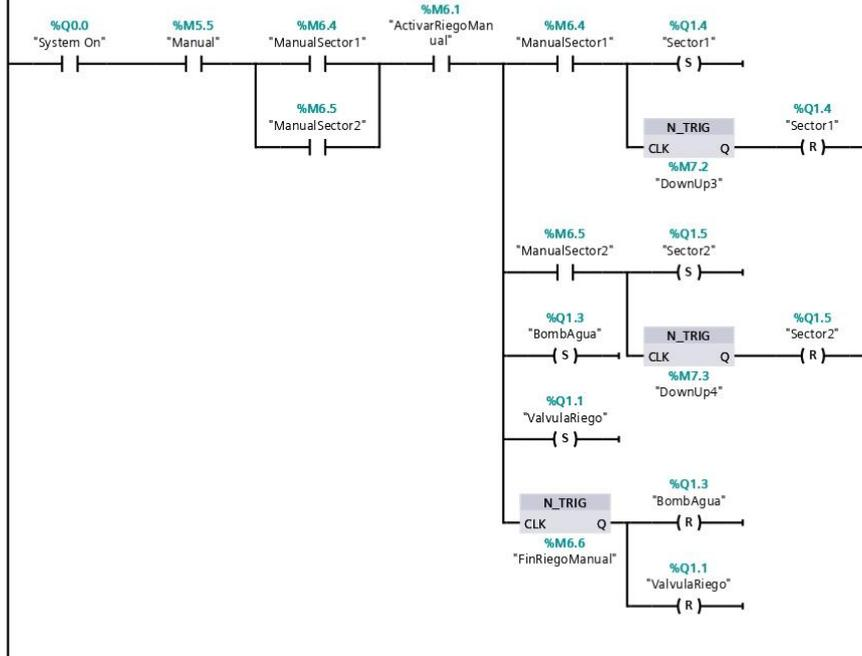 %Q0.0
"System On"
%M5.5
"Manual"
%M6.4
"ManualSector1"
%M6.1
"ActivarRiegoMan
ual"
%M6.4
"ManualSector1"
%Q1.4
"Sector1"
S
%M6.5
"ManualSector2"
N_TRIG
CLK Q
%M7.2
"DownUp3"
%Q1.4
"Sector1"
R
%M6.5
"ManualSector2"
%Q1.5
"Sector2"
S
%Q1.3
"BombAgua"
S
N_TRIG
CLK Q
%M7.3
"DownUp4"
%Q1.5
"Sector2"
R
%Q1.1
"ValvulaRiego"
S
N_TRIG
CLK Q
%M6.6
"FinRiegoManual"
%Q1.3
"BombAgua"
R
%Q1.1
"ValvulaRiego"
R